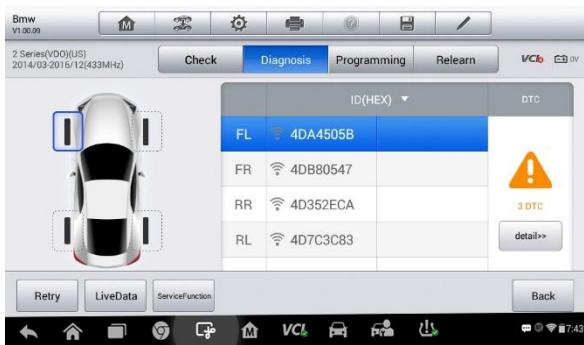 Bmw
V1.00.09
2 Series(VDO)(US)
2014/03-2016/12(433MHz)
Check
Diagnosis
Programming
Relearn
VCI
0V
ID(HEX) ▼
DTC
FL 4DA4505B
FR 4DB80547
RR 4D352ECA
RL 4D7C3C83
3 DTC
detail>>
Retry
LiveData
ServiceFunction
Back
VCI
7:43